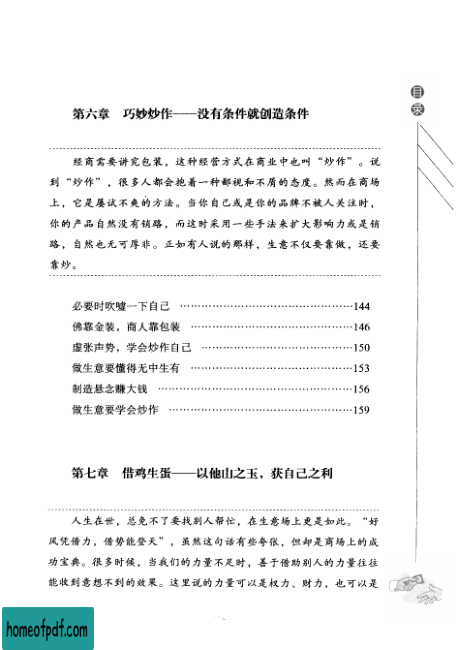 目录
第六章 巧妙炒作——没有条件就创造条件
经商需要讲究包装，这种经营方式在商业中也叫“炒作”。说
到“炒作”，很多人都会抱着一种鄙视和不屑的态度。然而在商场
上，它是屡试不爽的方法。当你自己或是你的品牌不被人关注时，
你的产品自然没有销路，而这时采用一些手法来扩大影响力或是销
路，自然也无可厚非。正如有人说的那样，生意不仅要靠做，还要
靠炒。
必要时吹嘘一下自己 ……………………………………144
佛靠金装，商人靠包装 …………………………………146
虚张声势，学会炒作自己 ………………………………150
做生意要懂得无中生有 …………………………………153
制造悬念赚大钱 …………………………………………156
做生意要学会炒作 ………………………………………159
第七章 借鸡生蛋——以他山之玉，获自己之利
人生在世，总免不了要找别人帮忙，在生意场上更是如此。“好
风凭借力，借势能登天”，虽然这句话有些夸张，但却是商场上的成
功宝典。很多时候，当我们的力量不足时，善于借助别人的力量往往
能收到意想不到的效果。这里说的力量可以是权力、财力，也可以是
homeofpdf.com